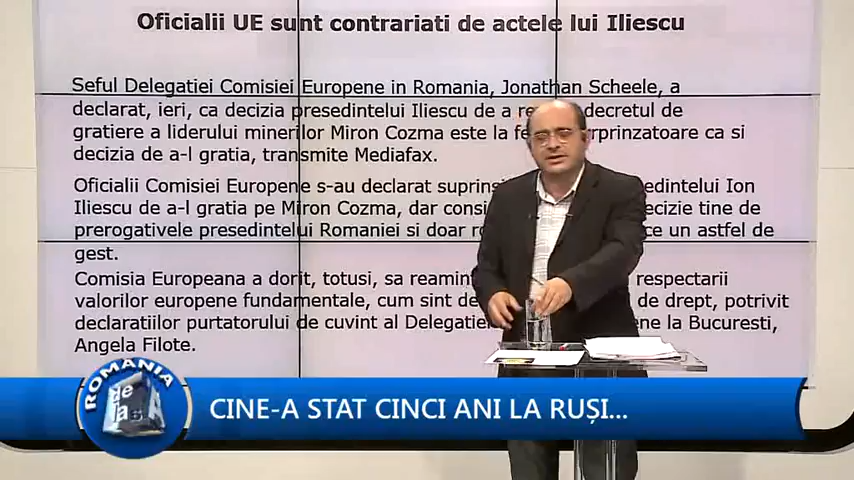 Oficialii UE sunt contrariati de actele lui Iliescu
Seful Delegatiei Comisiei Europene in Romania, Jonathan Scheele, a
declarat, ieri, ca decizia presedintelui Iliescu de a decretul de
gratiere a liderului minerilor Miron Cozma este la ca si
decizia de a-l gratia, transmite Mediafax.
Oficialii Comisiei Europene s-au declarat Ion
Iliescu de a-l gratia pe Miron Cozma, dar tine de
prerogativele presedintelui Romaniei si doar un astfel de
gest.
Comisia Europeana a dorit, totusi, sa respectarii
valorilor europene fundamentale, cum sint de drept, potrivit
declaratiilor purtatorului de cuvint al la Bucuresti,
Angela Filote.
ROMANIA
de
la
CINE-A STAT CINCI ANI LA RUȘI...